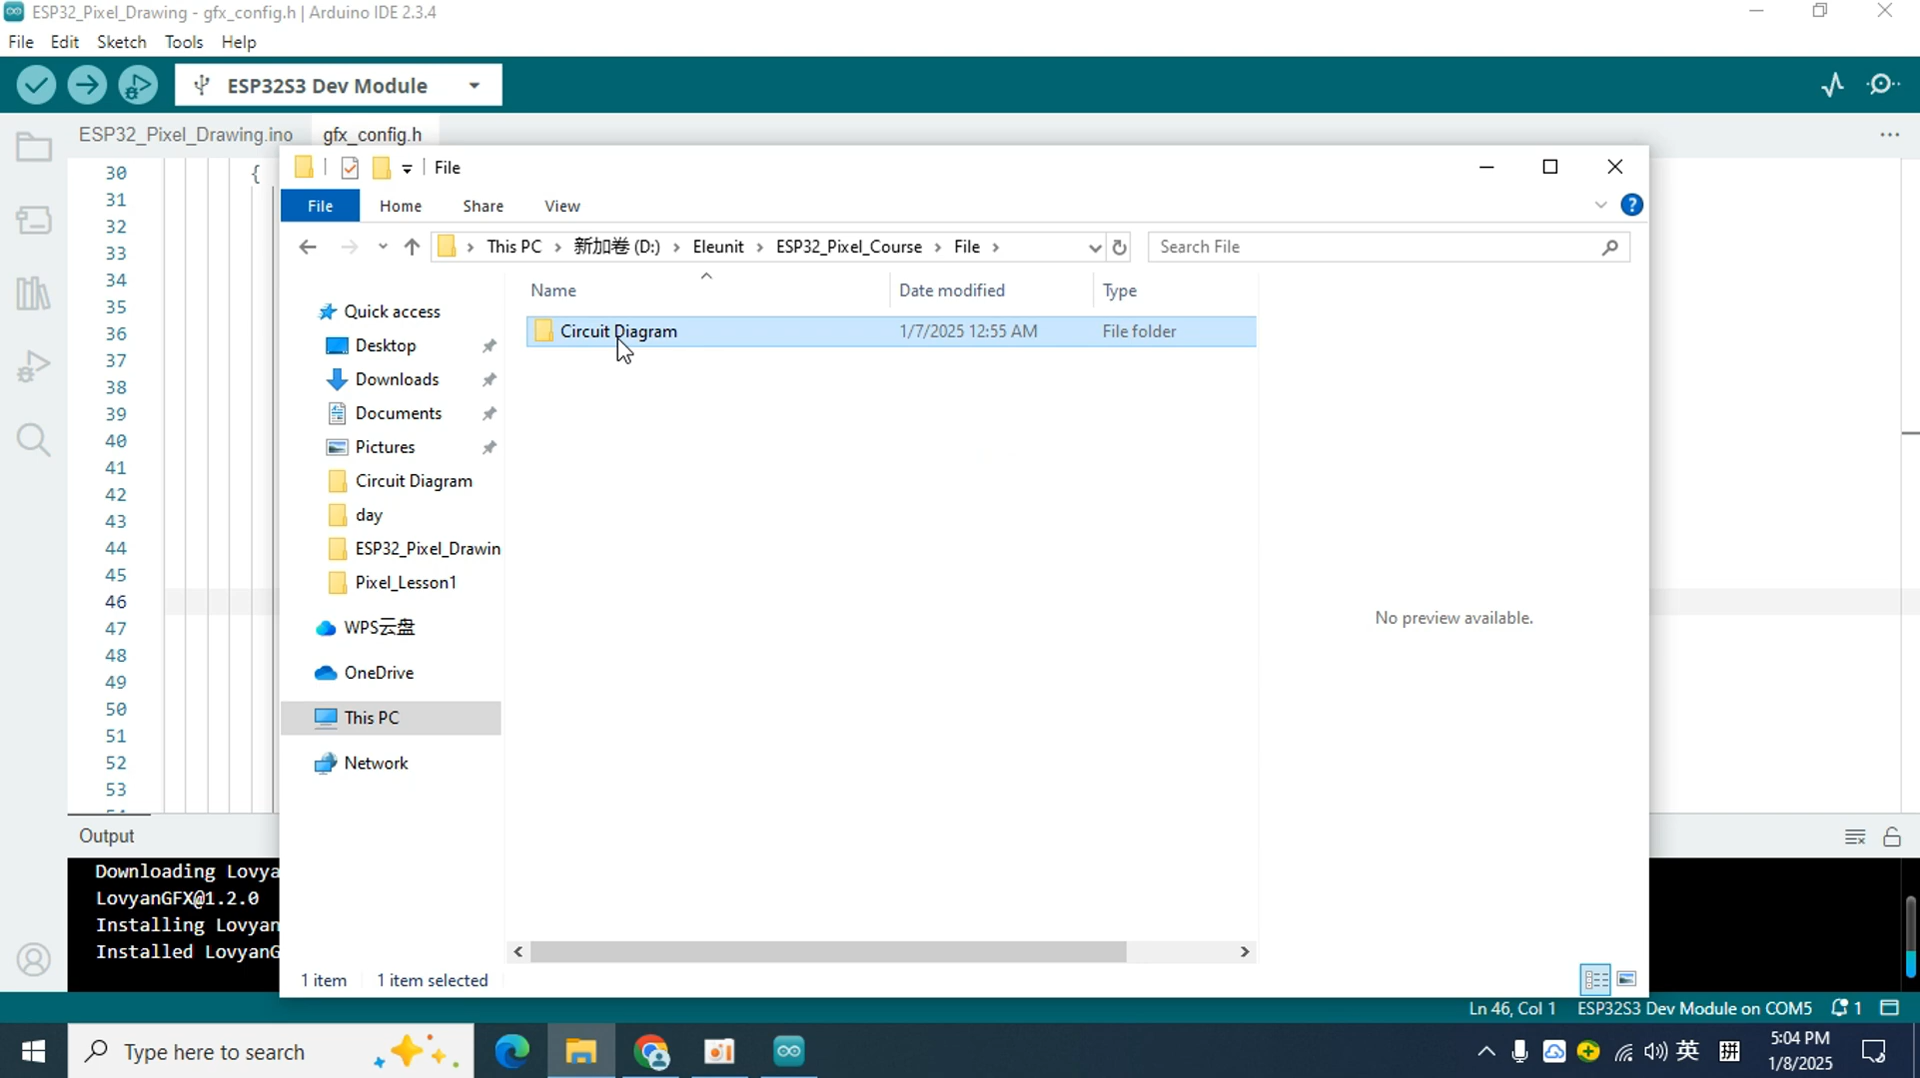 ESP32_Pixel_Drawing - gfx_config.h | Arduino IDE 2.3.4
File Edit Sketch Tools Help
ESP32S3 Dev Module
ESP32_Pixel_Drawing.ino gfx_config.h
30 {
31
32
33
34
35
36
37
38
39
40
41
42
43
44
45
46
47
48
49
50
51
52
53
File
File Home Share View
This PC > 新加卷 (D:) > Eleunit > ESP32_Pixel_Course > File >
Search File
Name Date modified Type
Circuit Diagram 1/7/2025 12:55 AM File folder
Quick access
Desktop
Downloads
Documents
Pictures
Circuit Diagram
day
ESP32_Pixel_Drawin
Pixel_Lesson1
WPS云盘
OneDrive
This PC
Network
No preview available.
1 item 1 item selected
Output
Downloading Lovya
LovyanGFX@1.2.0
Installing Lovyan
Installed LovyanG
Ln 46, Col 1 ESP32S3 Dev Module on COM5 1
Type here to search
英 拼
5:04 PM
1/8/2025